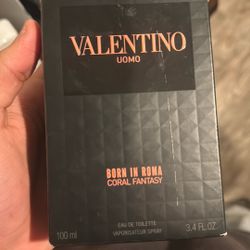 VALENTINO
UOMO
BORN IN ROMA
CORAL FANTASY
EAU DE TOILETTE
VAPORISATEUR SPRAY
100 ml
3.4 FL.OZ.